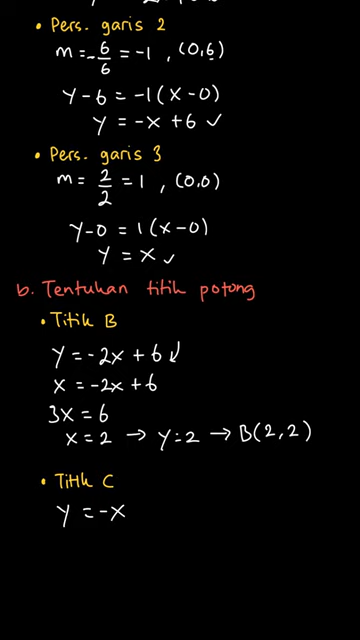 • Pers. garis 2
m = -6/6 = -1 , (0,6)
y-6 = -1(x-0)
y = -x +6 ✓
• Pers. garis 3
m = 2/2 = 1 , (0,0)
y-0 = 1(x-0)
y = x ✓
b. Tentukan titik potong
• Titik B
y = -2x + 6
x = -2x + 6
3x = 6
x = 2 → y = 2 → B(2,2)
• Titik C
y = -x